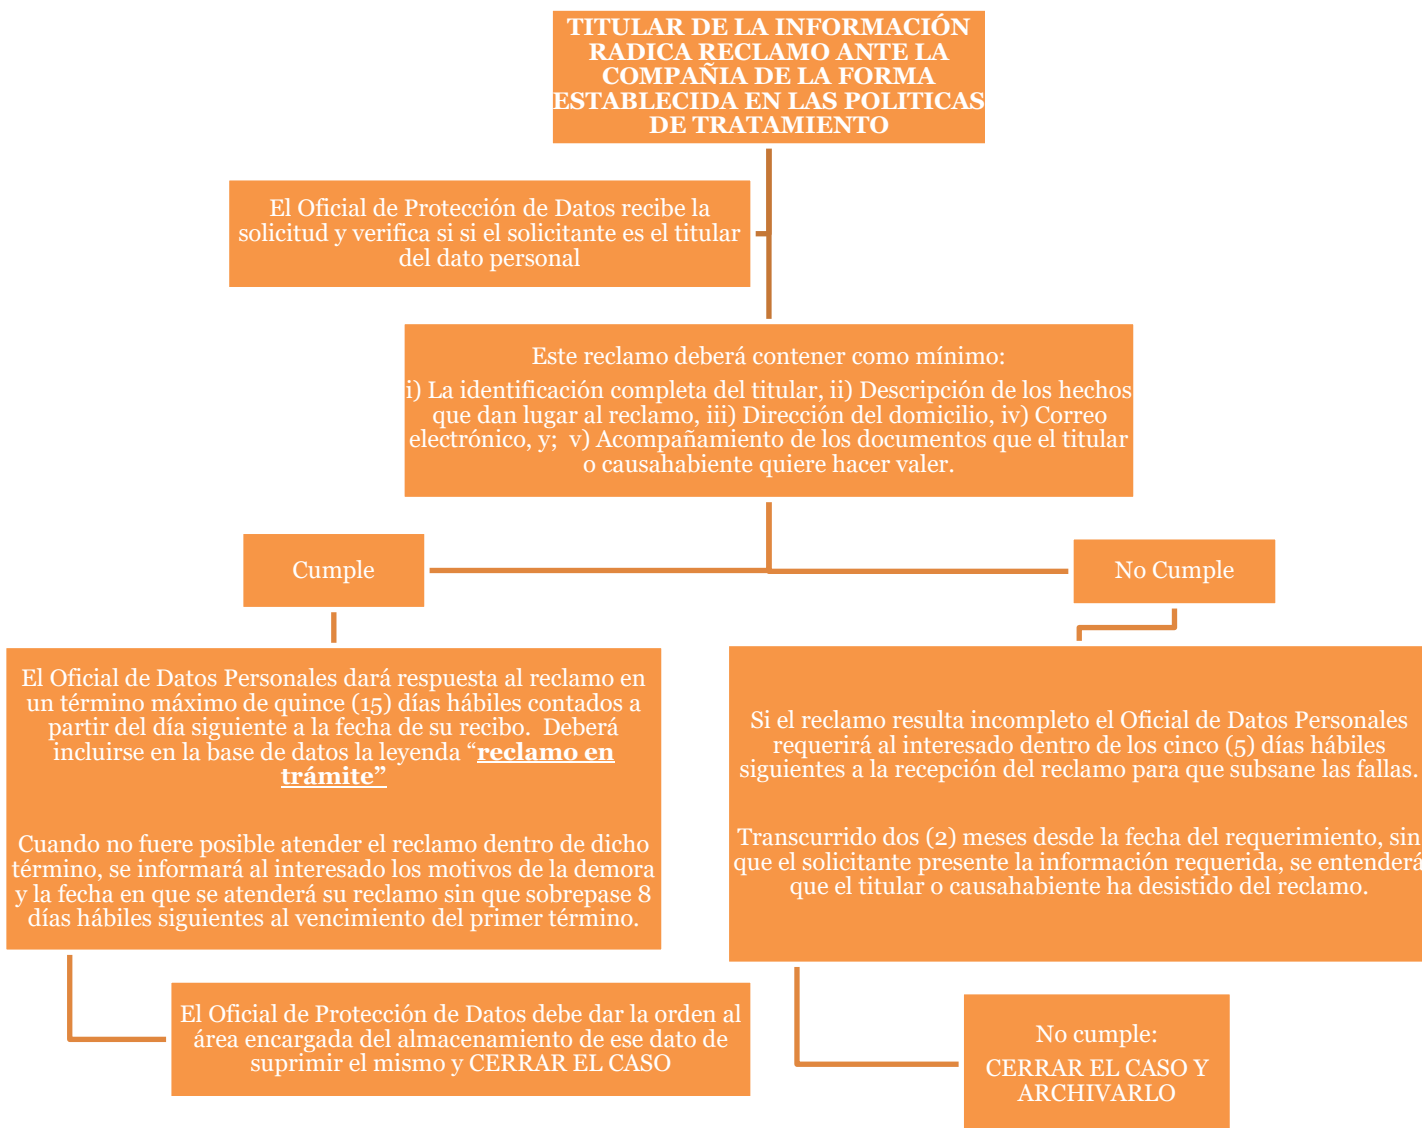 TITULAR DE LA INFORMACIÓN
RADICA RECLAMO ANTE LA
COMPAÑIA DE LA FORMA
ESTABLECIDA EN LAS POLITICAS
DE TRATAMIENTO
El Oficial de Protección de Datos recibe la
solicitud y verifica si si el solicitante es el titular
del dato personal
Este reclamo deberá contener como mínimo:
i) La identificación completa del titular, ii) Descripción de los hechos
que dan lugar al reclamo, iii) Dirección del domicilio, iv) Correo
electrónico, y;  v) Acompañamiento de los documentos que el titular
o causahabiente quiere hacer valer.
Cumple
No Cumple
El Oficial de Datos Personales dará respuesta al reclamo en
un término máximo de quince (15) días hábiles contados a
partir del día siguiente a la fecha de su recibo.  Deberá
incluirse en la base de datos la leyenda “reclamo en
trámite”
Cuando no fuere posible atender el reclamo dentro de dicho
término, se informará al interesado los motivos de la demora
y la fecha en que se atenderá su reclamo sin que sobrepase 8
días hábiles siguientes al vencimiento del primer término.
Si el reclamo resulta incompleto el Oficial de Datos Personales
requerirá al interesado dentro de los cinco (5) días hábiles
siguientes a la recepción del reclamo para que subsane las fallas.
Transcurrido dos (2) meses desde la fecha del requerimiento, sin
que el solicitante presente la información requerida, se entenderá
que el titular o causahabiente ha desistido del reclamo.
El Oficial de Protección de Datos debe dar la orden al
área encargada del almacenamiento de ese dato de
suprimir el mismo y CERRAR EL CASO
No cumple:
CERRAR EL CASO Y
ARCHIVARLO